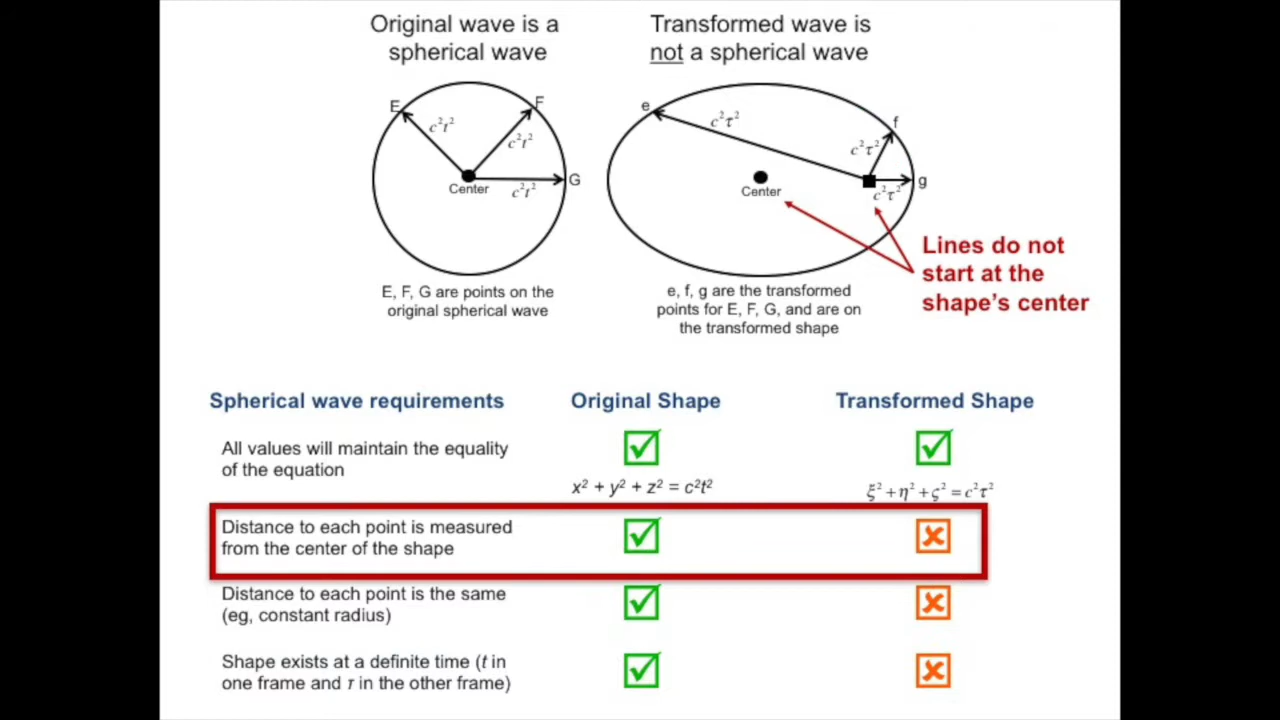 Original wave is a
spherical wave
Transformed wave is
not a spherical wave
E
F
G
c²t²
c²t²
c²t²
Center
e
f
g
c²τ²
c²τ²
c²τ²
Center
Lines do not
start at the
shape's center
E, F, G are points on the
original spherical wave
e, f, g are the transformed
points for E, F, G, and are on
the transformed shape
Spherical wave requirements
Original Shape
Transformed Shape
All values will maintain the equality
of the equation
x² + y² + z² = c²t²
ξ² + η² + ς² = c²τ²
Distance to each point is measured
from the center of the shape
Distance to each point is the same
(eg, constant radius)
Shape exists at a definite time (t in
one frame and τ in the other frame)